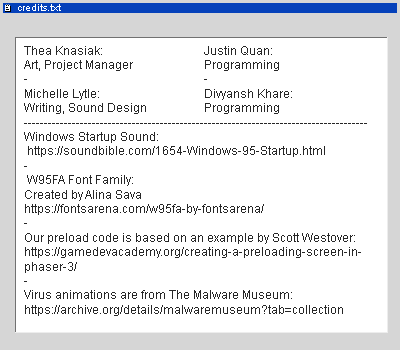 credits.txt
Thea Knasiak: Justin Quan:
Art, Project Manager Programming
- -
Michelle Lytle: Divyansh Khare:
Writing, Sound Design Programming
--------------------------------------------------------------------------------------
Windows Startup Sound:
https://soundbible.com/1654-Windows-95-Startup.html
-
W95FA Font Family:
Created by Alina Sava
https://fontsarena.com/w95fa-by-fontsarena/
-
Our preload code is based on an example by Scott Westover:
https://gamedevacademy.org/creating-a-preloading-screen-in-
phaser-3/
-
Virus animations are from The Malware Museum:
https://archive.org/details/malwaremuseum?tab=collection